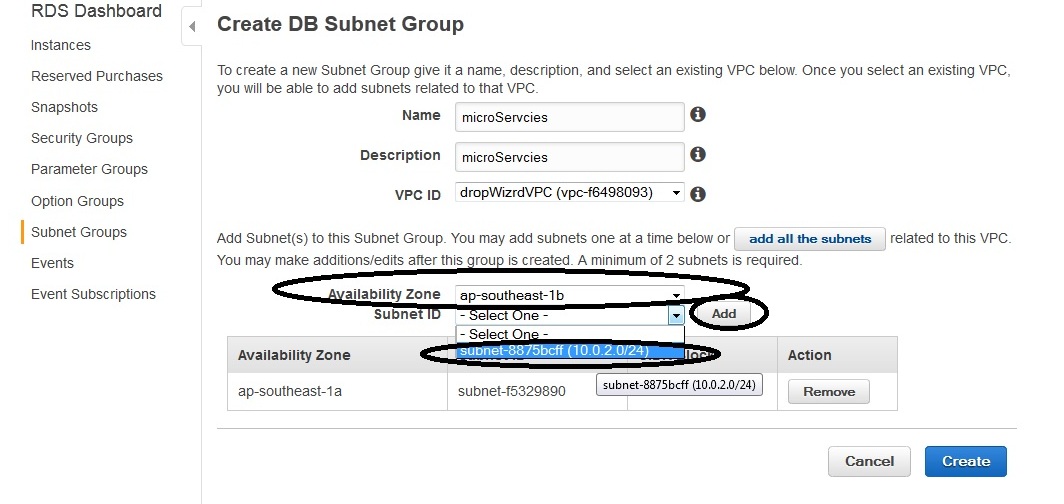 RDS Dashboard
Instances
Reserved Purchases
Snapshots
Security Groups
Parameter Groups
Option Groups
Subnet Groups
Events
Event Subscriptions
Create DB Subnet Group
To create a new Subnet Group give it a name, description, and select an existing VPC below. Once you select an existing VPC,
you will be able to add subnets related to that VPC.
Name microServcies
Description microServcies
VPC ID dropWizrdVPC (vpc-f6498093)
Add Subnet(s) to this Subnet Group. You may add subnets one at a time below or add all the subnets related to this VPC.
You may make additions/edits after this group is created. A minimum of 2 subnets is required.
Availability Zone ap-southeast-1b
Subnet ID - Select One - Add
- Select One -
subnet-8875bcff (10.0.2.0/24)
Availability Zone Action
ap-southeast-1a subnet-f5329890 Remove
subnet-8875bcff (10.0.2.0/24)
Cancel Create